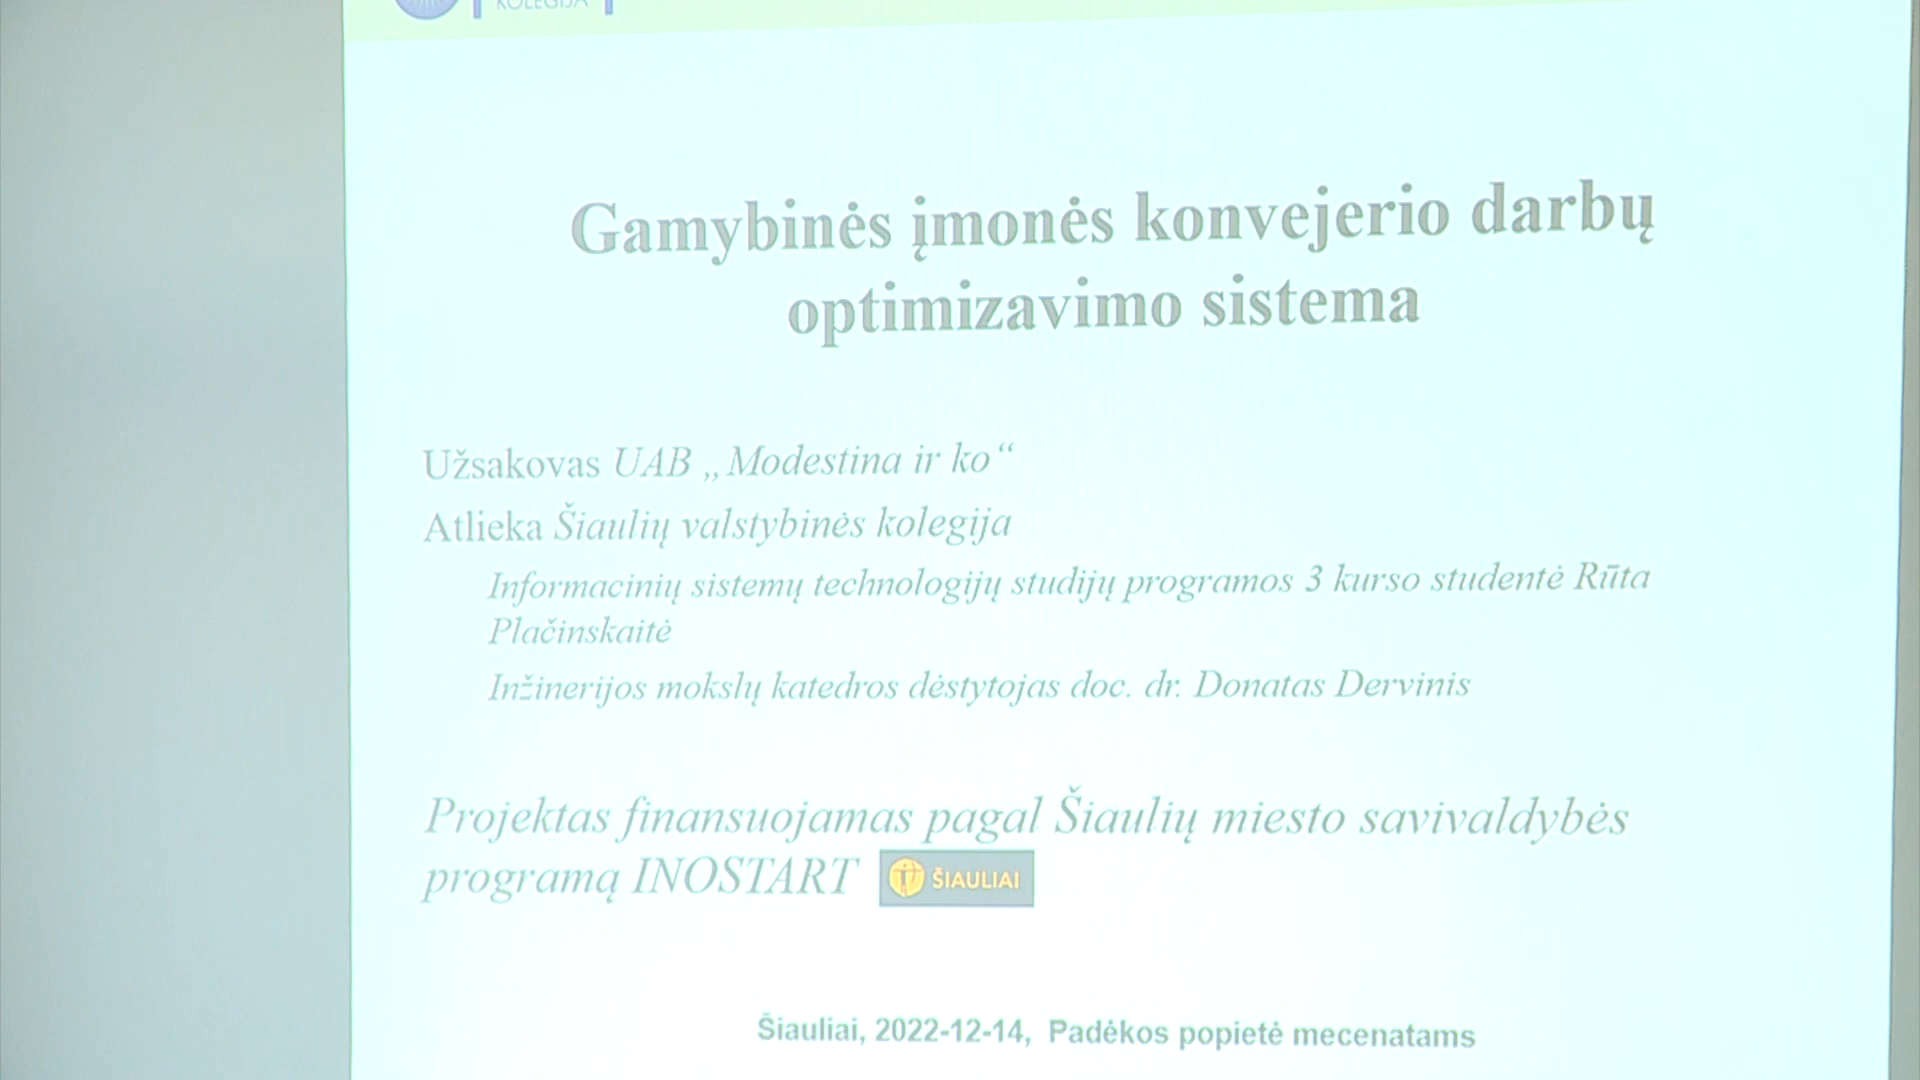 KOLEGIJA
Gamybinės įmonės konvejerio darbų
optimizavimo sistema
Užsakovas UAB „Modestina ir ko“
Atlieka Šiaulių valstybinės kolegija
Informacinių sistemų technologijų studijų programos 3 kurso studentė Rūta
Plačinskaitė
Inžinerijos mokslų katedros dėstytojas doc. dr. Donatas Dervinis
Projektas finansuojamas pagal Šiaulių miesto savivaldybės
programą INOSTART ŠIAULIAI
Šiauliai, 2022-12-14, Padėkos popietė mecenatams